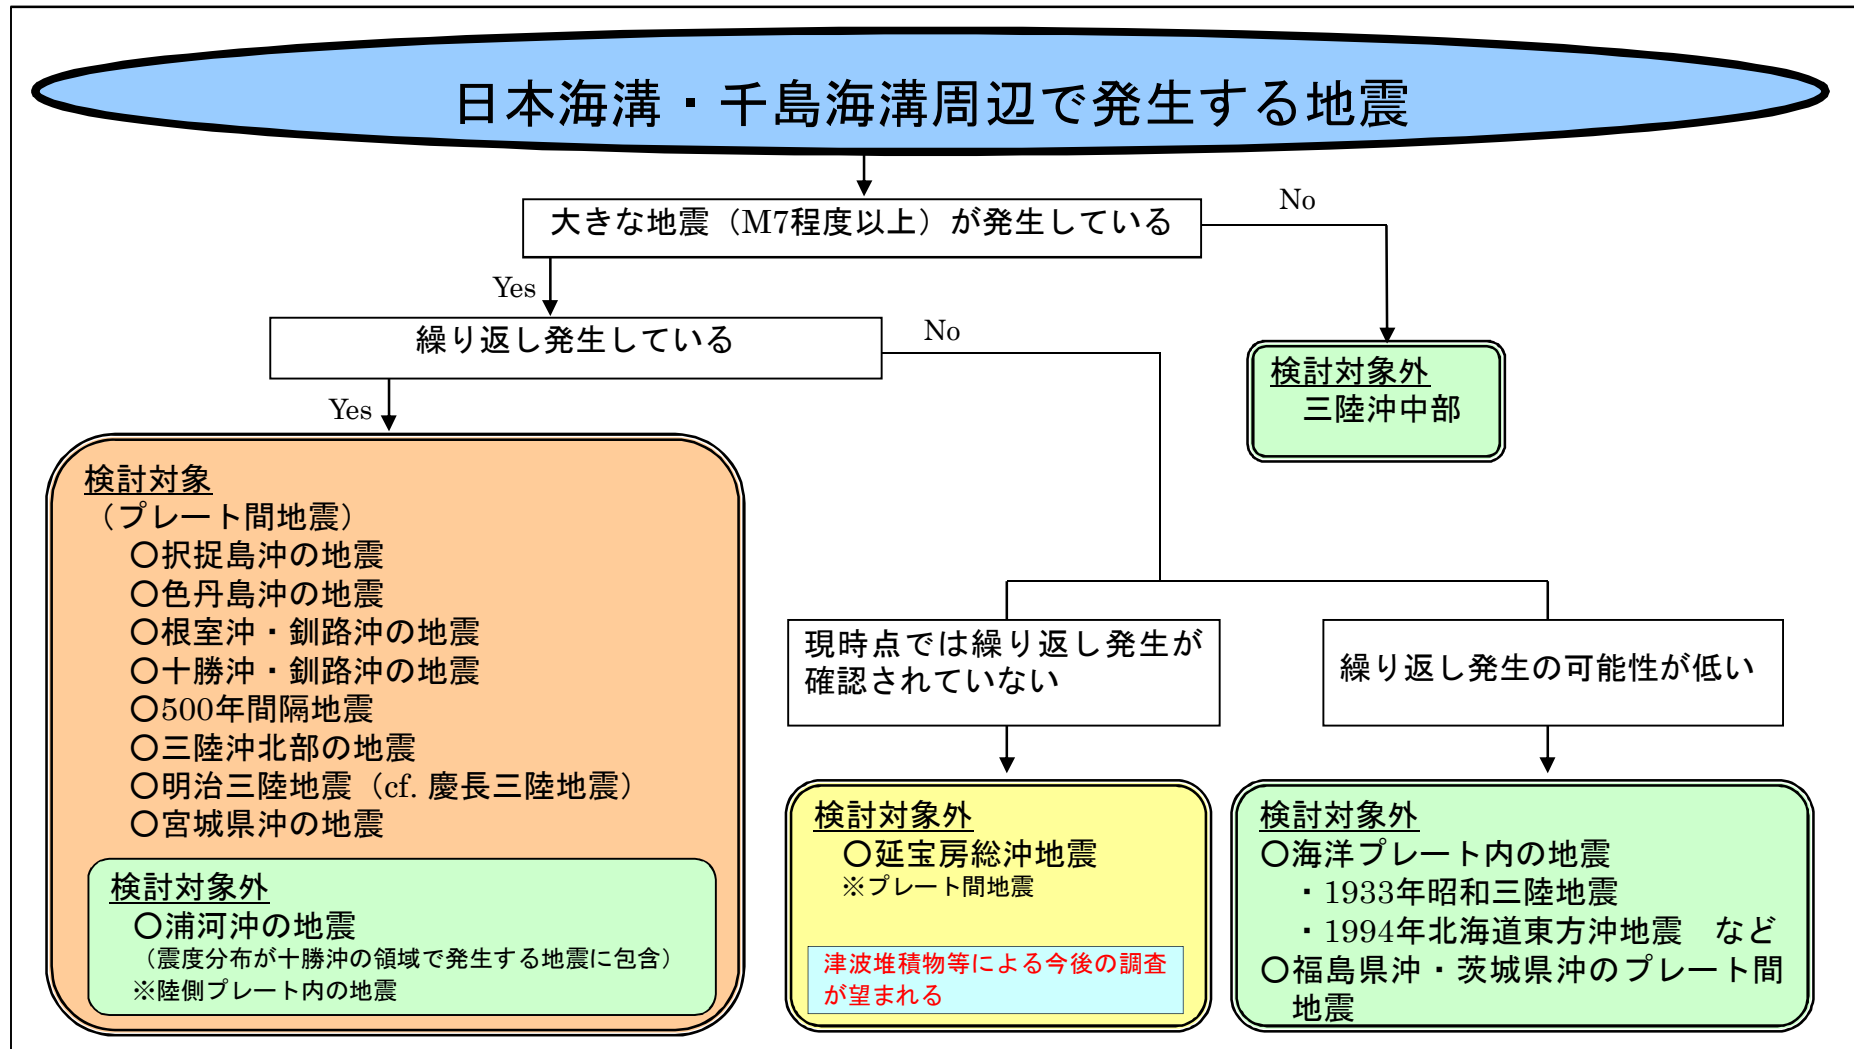 日本海溝・千島海溝周辺で発生する地震
大きな地震（M7程度以上）が発生している
No
Yes
繰り返し発生している
No
Yes
検討対象外
三陸沖中部
検討対象
（プレート間地震）
〇択捉島沖の地震
〇色丹島沖の地震
〇根室沖・釧路沖の地震
〇十勝沖・釧路沖の地震
〇500年間隔地震
〇三陸沖北部の地震
〇明治三陸地震（cf. 慶長三陸地震）
〇宮城県沖の地震
検討対象外
〇浦河沖の地震
（震度分布が十勝沖の領域で発生する地震に包含）
※陸側プレート内の地震
現時点では繰り返し発生が
確認されていない
検討対象外
〇延宝房総沖地震
※プレート間地震
津波堆積物等による今後の調査
が望まれる
繰り返し発生の可能性が低い
検討対象外
〇海洋プレート内の地震
・1933年昭和三陸地震
・1994年北海道東方沖地震　など
〇福島県沖・茨城県沖のプレート間
地震